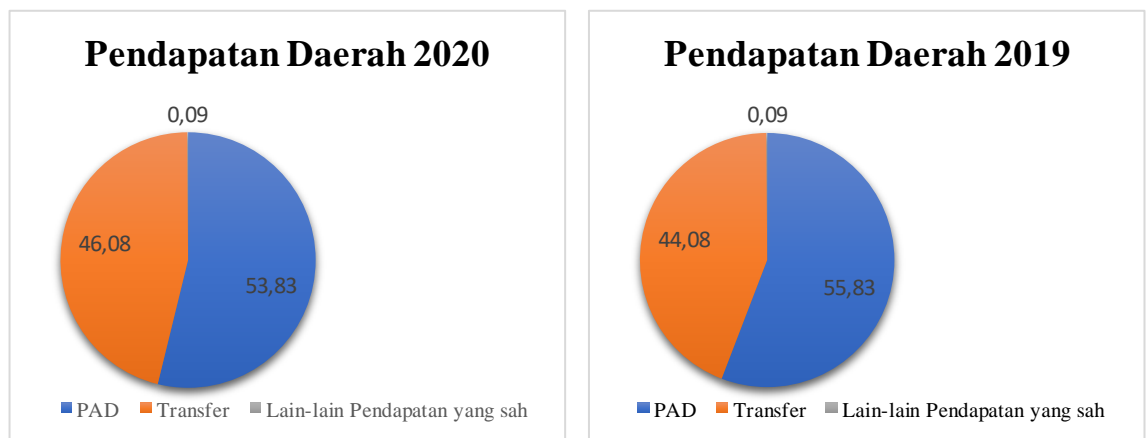 Pendapatan Daerah 2020
0,09
46,08
53,83
PAD Transfer Lain-lain Pendapatan yang sah
Pendapatan Daerah 2019
0,09
44,08
55,83
PAD Transfer Lain-lain Pendapatan yang sah